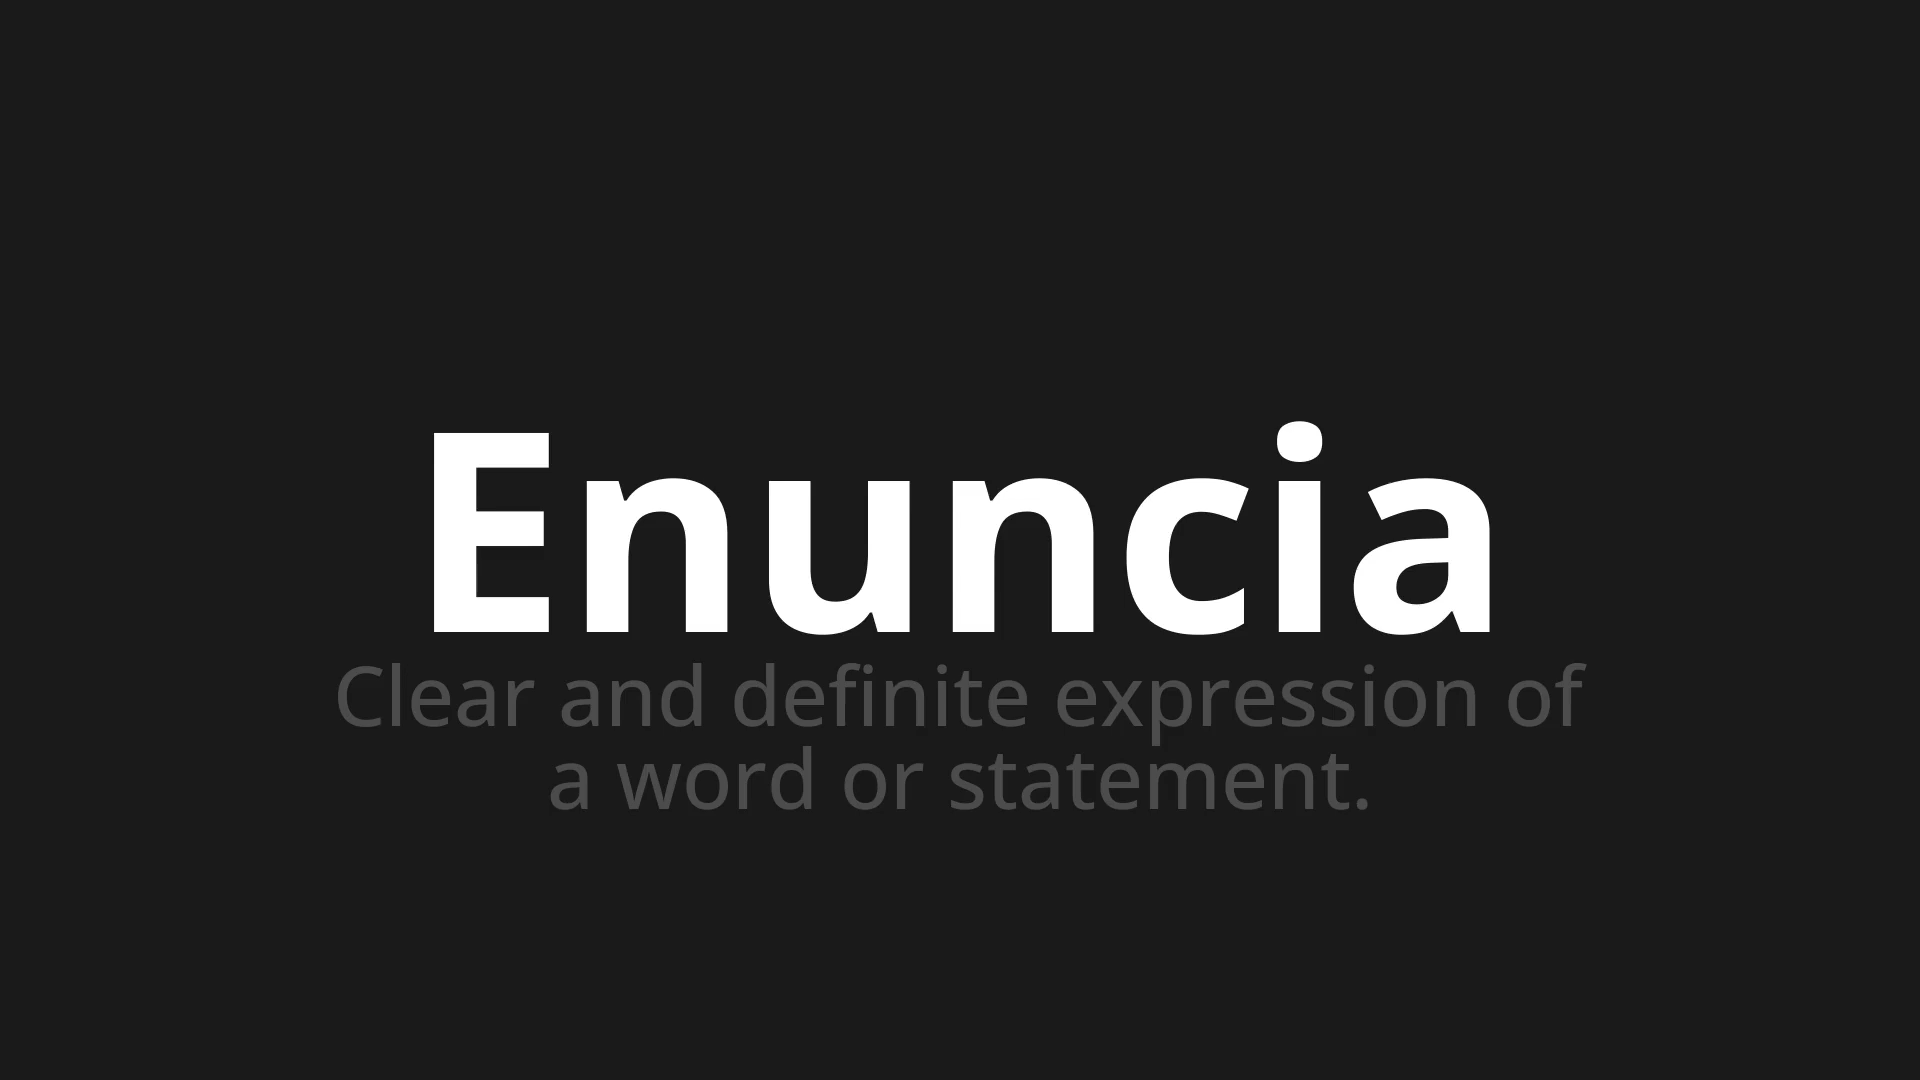 Enuncia
Clear and definite expression of
a word or statement.